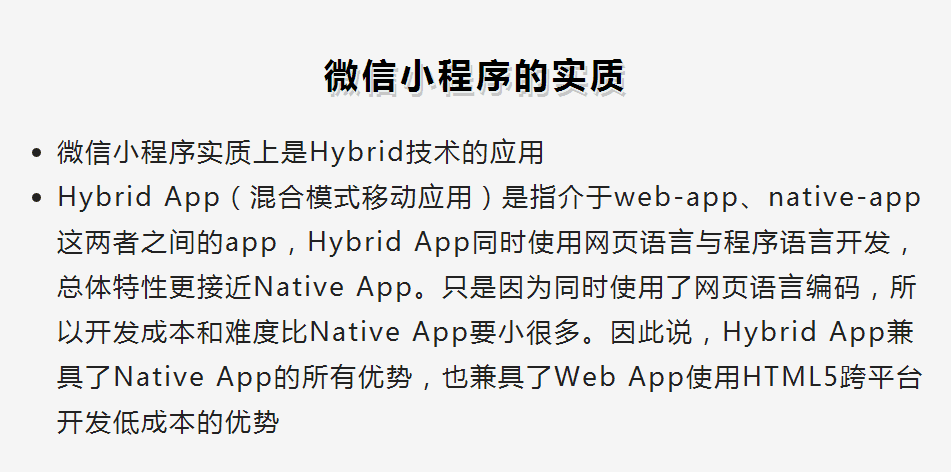 微信小程序的实质
微信小程序实质上是Hybrid技术的应用
Hybrid App（混合模式移动应用）是指介于web-app、native-app
这两者之间的app，Hybrid App同时使用网页语言与程序语言开发，
总体特性更接近Native App。只是因为同时使用了网页语言编码，所
以开发成本和难度比Native App要小很多。因此说，Hybrid App兼
具了Native App的所有优势，也兼具了Web App使用HTML5跨平台
开发低成本的优势